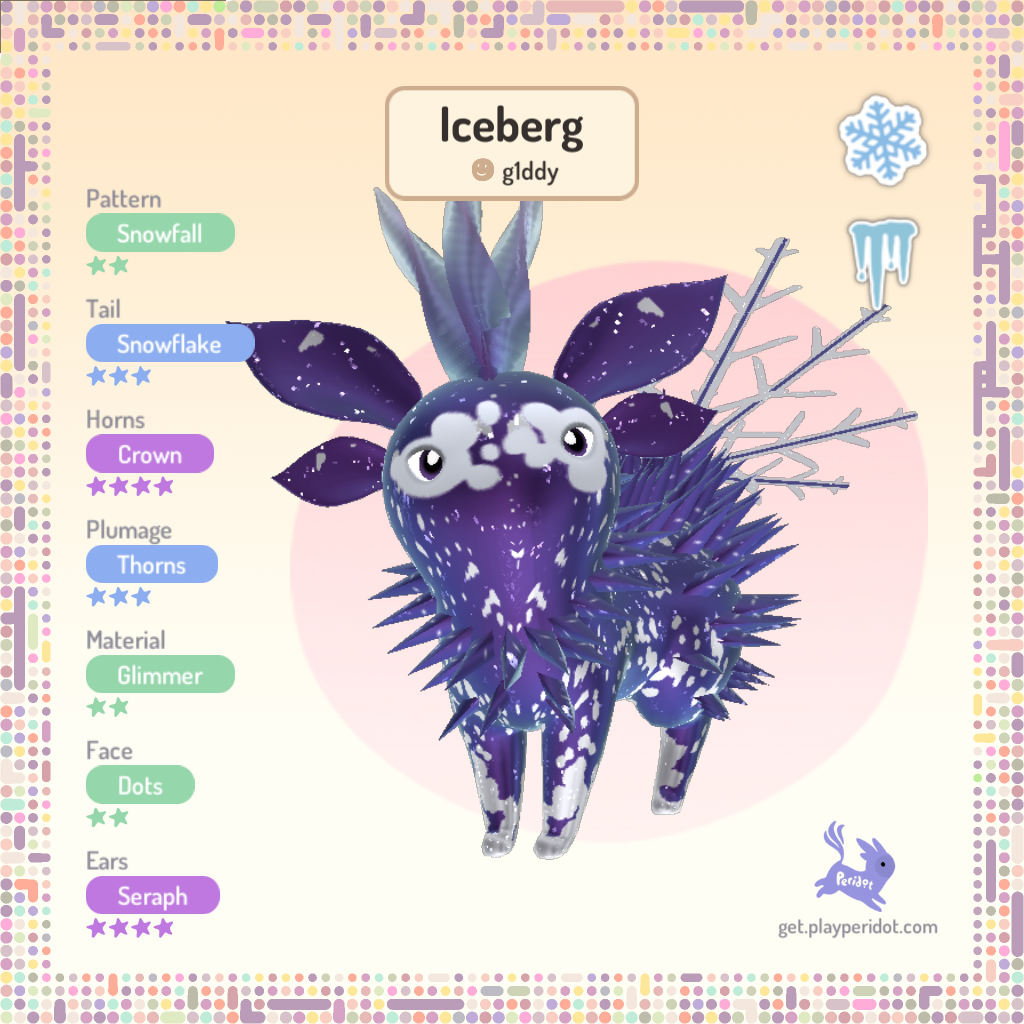 Iceberg
g1ddy
Pattern
Snowfall
Tail
Snowflake
Horns
Crown
Plumage
Thorns
Material
Glimmer
Face
Dots
Ears
Seraph
Peridot
get.playperidot.com